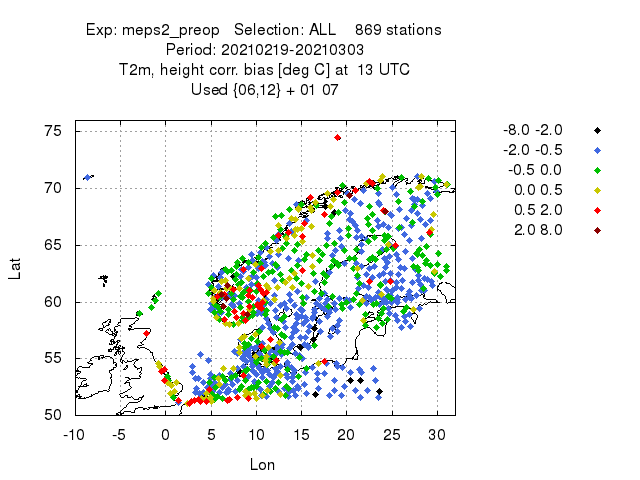 Exp: meps2_preop   Selection: ALL    869 stations
Period: 20210219-20210303
T2m, height corr. bias [deg C] at  13 UTC
Used {06,12} + 01 07
75
70
65
60
55
50
-10 -5 0 5 10 15 20 25 30
Lat
Lon
-8.0 -2.0
-2.0 -0.5
-0.5 0.0
0.0 0.5
0.5 2.0
2.0 8.0